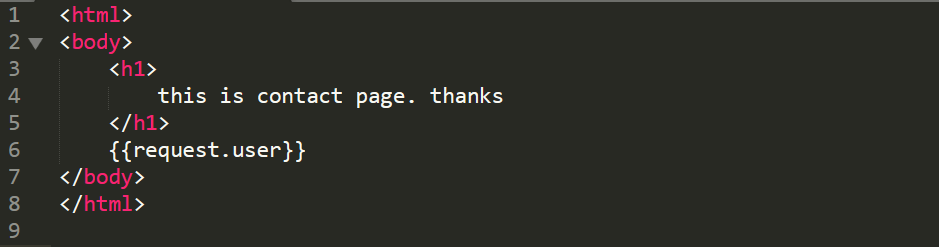 1 <html>
2 <body>
3     <h1>
4         this is contact page. thanks
5     </h1>
6     {{request.user}}
7 </body>
8 </html>
9